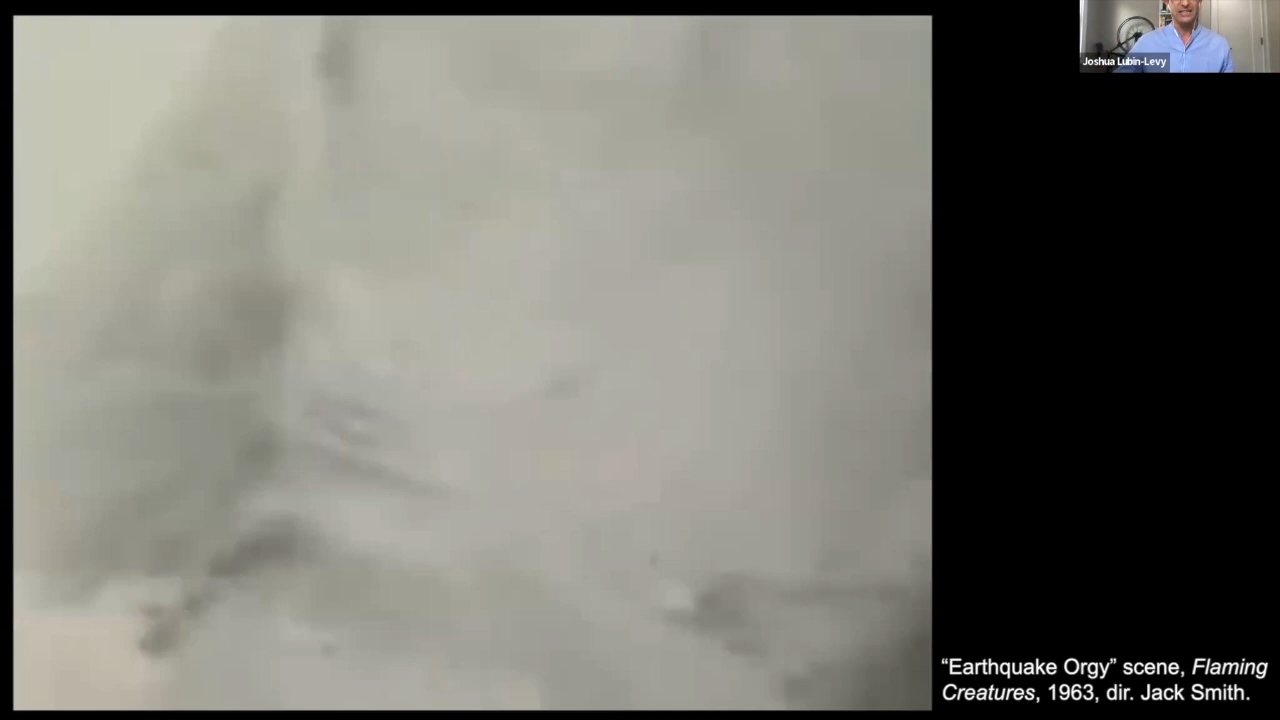 Joshua Lubin-Levy
“Earthquake Orgy” scene, Flaming
Creatures, 1963, dir. Jack Smith.